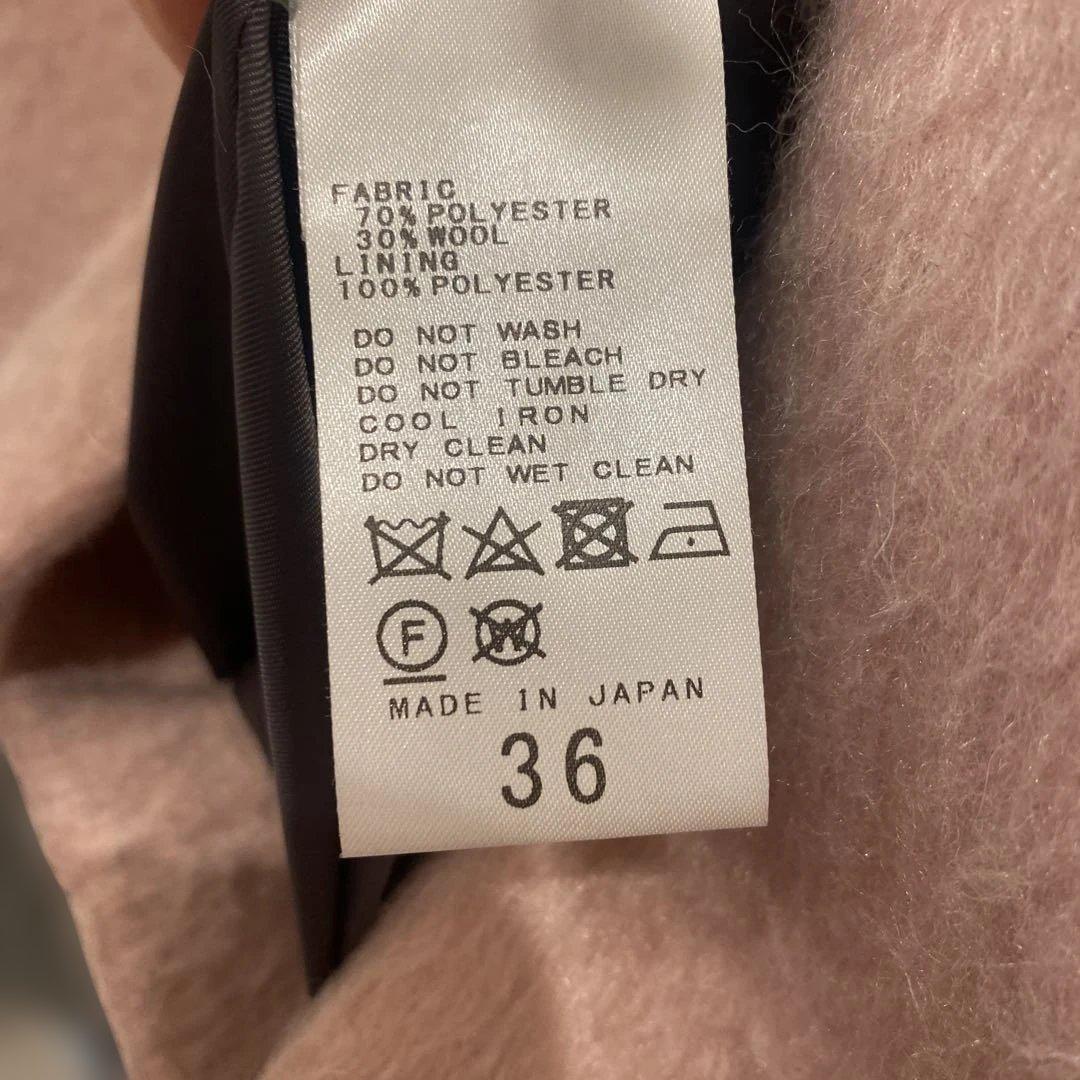 FABRIC
70% POLYESTER
30% WOOL
LINING
100% POLYESTER
DO NOT WASH
DO NOT BLEACH
DO NOT TUMBLE DRY
COOL IRON
DRY CLEAN
DO NOT WET CLEAN
F W
MADE IN JAPAN
36